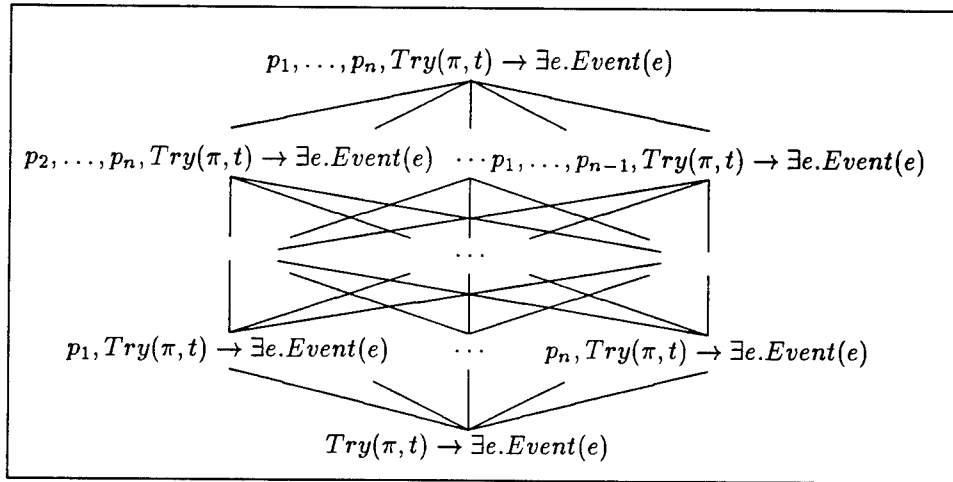 p₁, . . . , pₙ, Try(π, t) → ∃e.Event(e)
p₂, . . . , pₙ, Try(π, t) → ∃e.Event(e) · · · p₁, . . . , pₙ₋₁, Try(π, t) → ∃e.Event(e)
· · ·
p₁, Try(π, t) → ∃e.Event(e) · · · pₙ, Try(π, t) → ∃e.Event(e)
Try(π, t) → ∃e.Event(e)